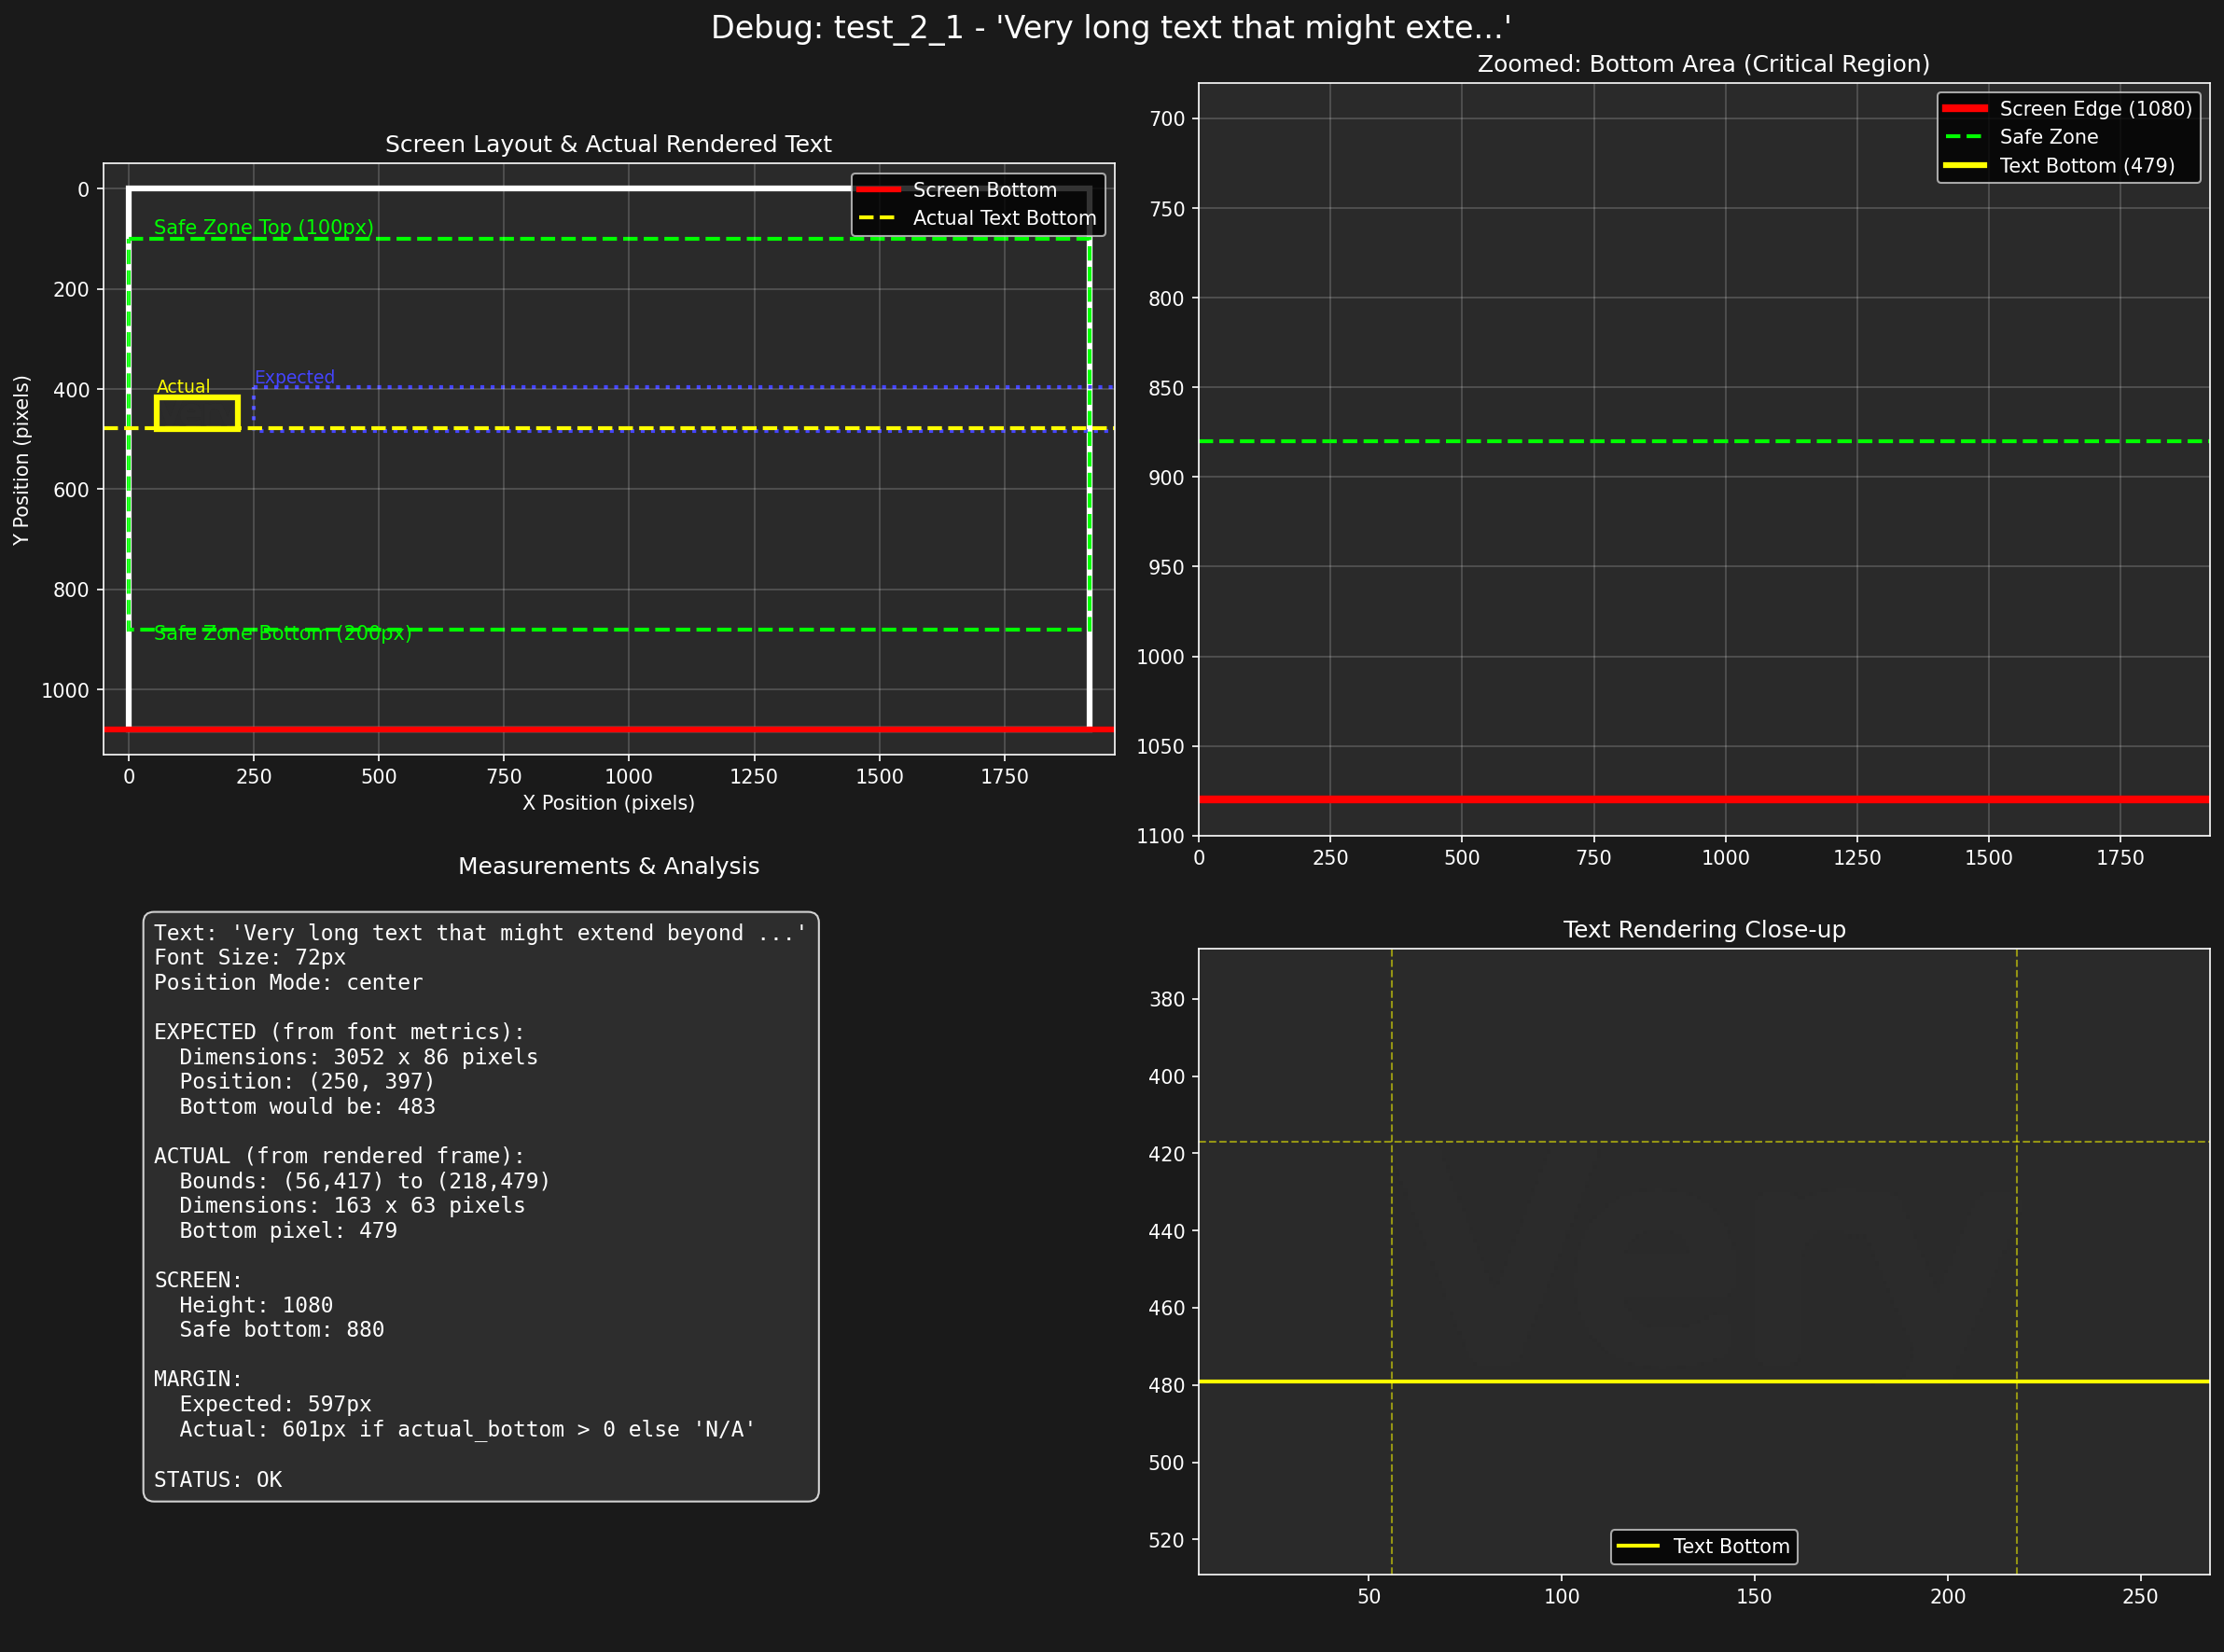 Debug: test_2_1 - 'Very long text that might exte...'
Screen Layout & Actual Rendered Text
Screen Bottom
Actual Text Bottom
Safe Zone Top (100px)
Expected
Actual
Safe Zone Bottom (200px)
0
200
400
600
800
1000
Y Position (pixels)
0 250 500 750 1000 1250 1500 1750
X Position (pixels)
Zoomed: Bottom Area (Critical Region)
Screen Edge (1080)
Safe Zone
Text Bottom (479)
700
750
800
850
900
950
1000
1050
1100
0 250 500 750 1000 1250 1500 1750
Measurements & Analysis
Text: 'Very long text that might extend beyond ...'
Font Size: 72px
Position Mode: center
EXPECTED (from font metrics):
Dimensions: 3052 x 86 pixels
Position: (250, 397)
Bottom would be: 483
ACTUAL (from rendered frame):
Bounds: (56,417) to (218,479)
Dimensions: 163 x 63 pixels
Bottom pixel: 479
SCREEN:
Height: 1080
Safe bottom: 880
MARGIN:
Expected: 597px
Actual: 601px if actual_bottom > 0 else 'N/A'
STATUS: OK
Text Rendering Close-up
380
400
420
440
460
480
500
520
Very
Text Bottom
50 100 150 200 250